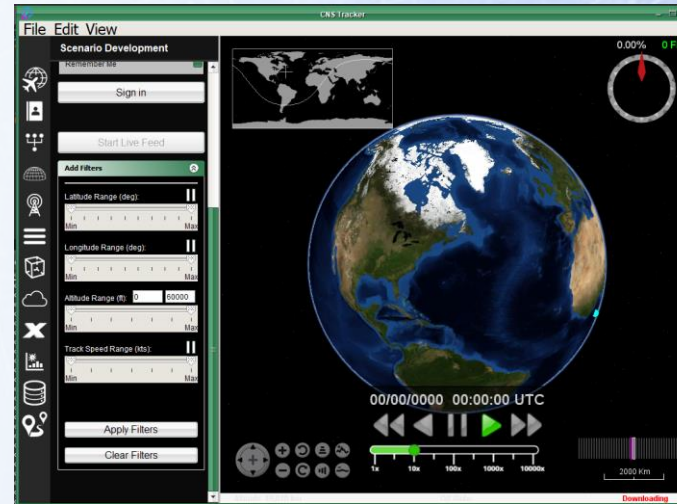 CNS Tracker
File Edit View
Scenario Development
Remember Me
Sign in
Start Live Feed
Add Filters
Latitude Range (deg):
Min Max
Longitude Range (deg):
Min Max
Altitude Range (ft): 0 60000
Min Max
Track Speed Range (kts):
Min Max
Apply Filters
Clear Filters
0.00% 0 F
00/00/0000 00:00:00 UTC
1x 10x 100x 1000x 10000x
2000 Km
Downloading